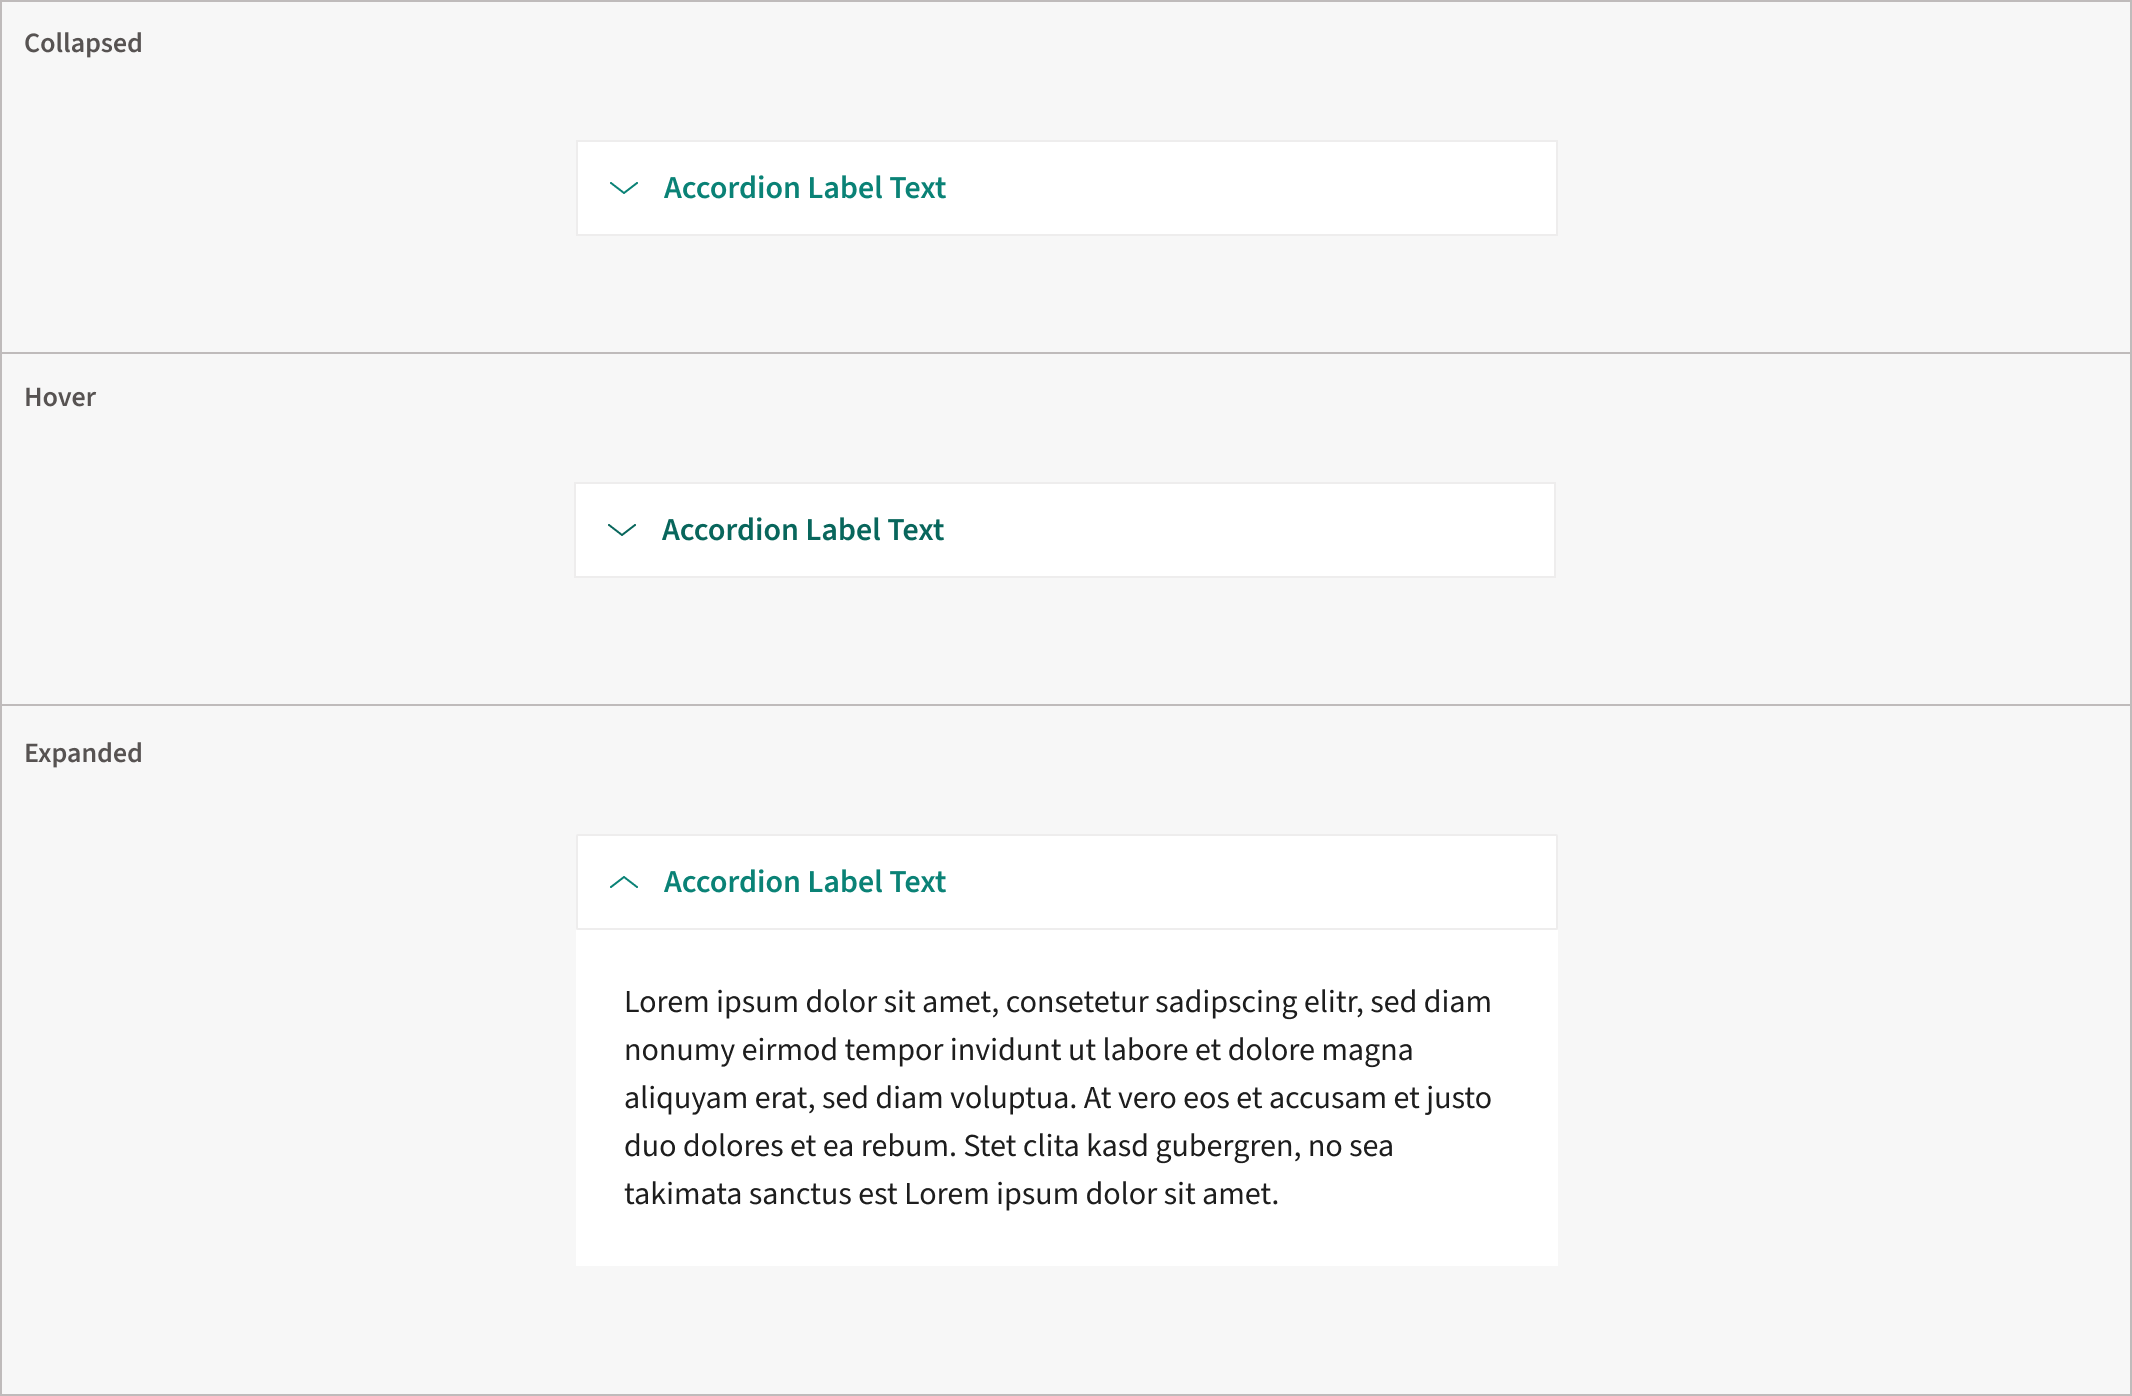 Collapsed
Accordion Label Text
Hover
Accordion Label Text
Expanded
Accordion Label Text
Lorem ipsum dolor sit amet, consetetur sadipscing elitr, sed diam
nonumy eirmod tempor invidunt ut labore et dolore magna
aliquyam erat, sed diam voluptua. At vero eos et accusam et justo
duo dolores et ea rebum. Stet clita kasd gubergren, no sea
takimata sanctus est Lorem ipsum dolor sit amet.